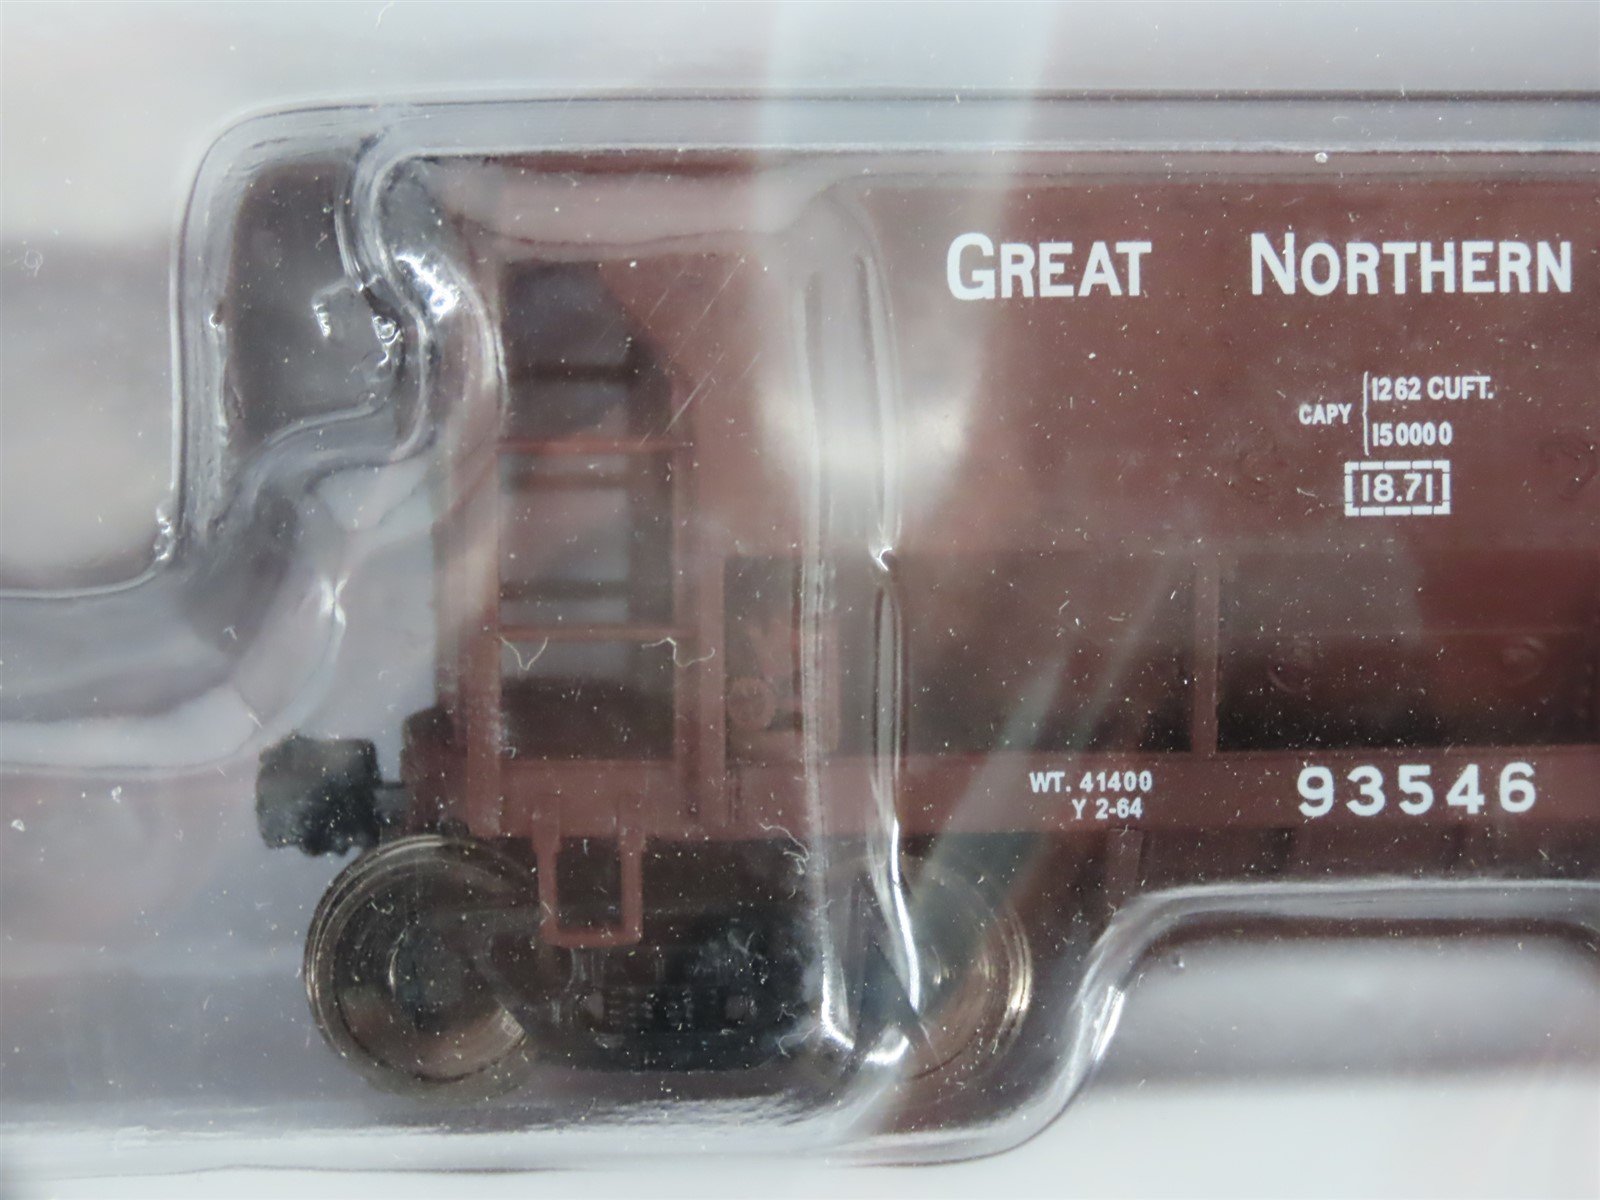 GREAT NORTHERN
CAPY 1262 CUFT.
150000
18.71
WT. 41400
Y 2-64
93546